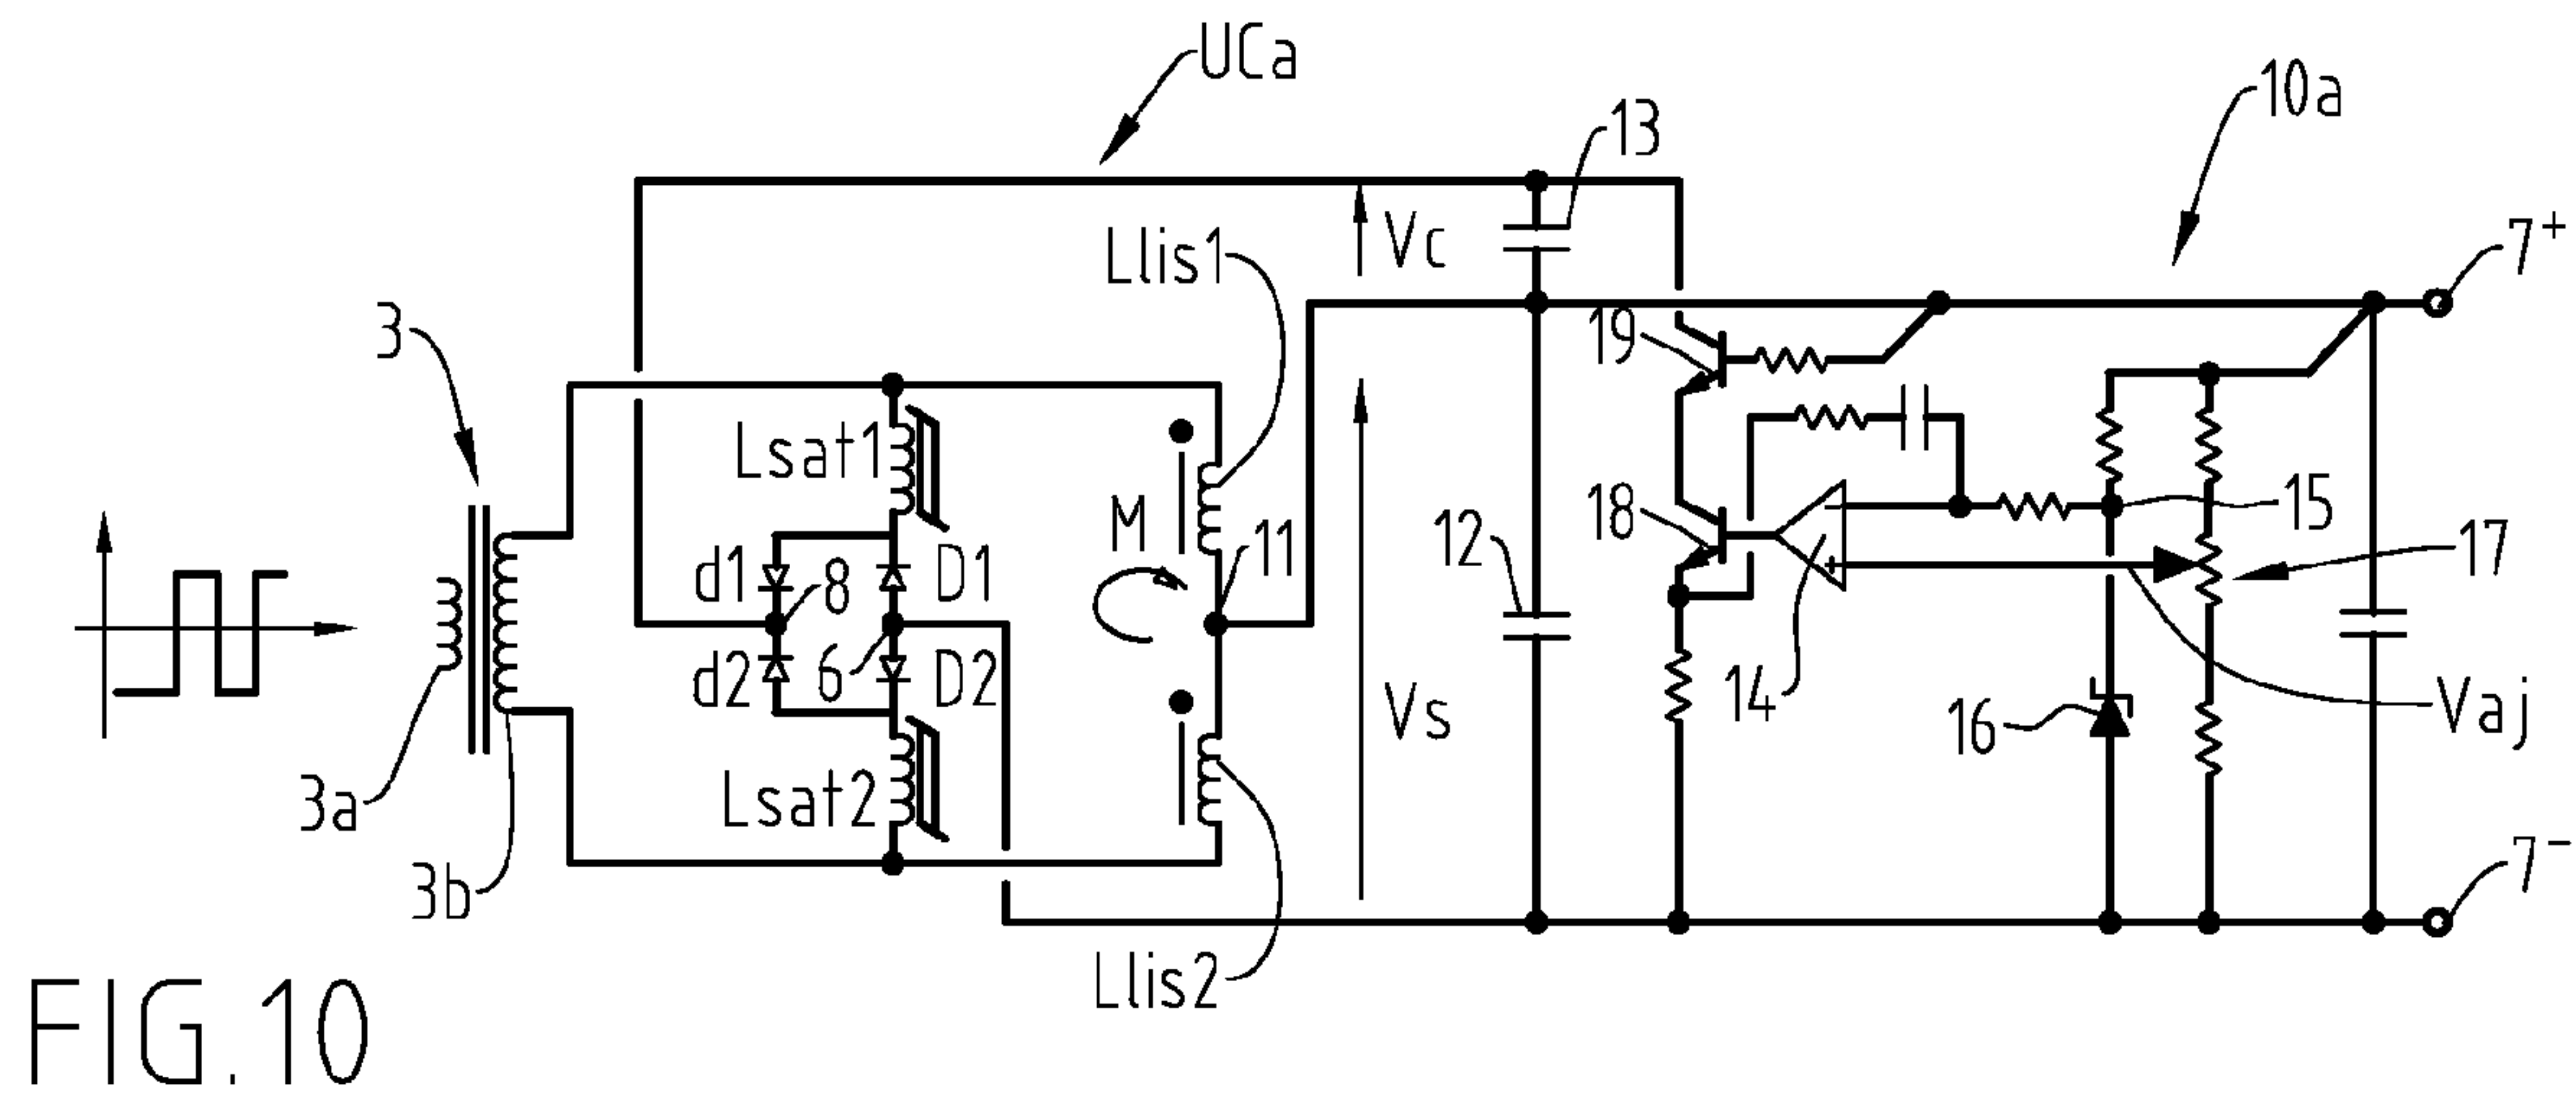 UCa
13
10a
7+
Vc
Llis1
3
19
Lsat1
M
11
12
18
15
17
d1
8
D1
d2
6
D2
Vs
14
16
Vaj
3a
Lsat2
3b
7-
Llis2
FIG.10